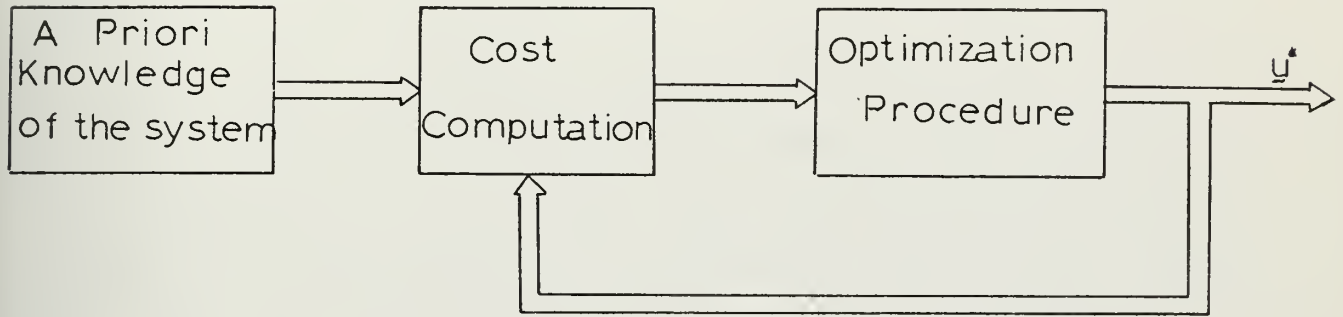 A Priori
Knowledge
of the system
Cost
Computation
Optimization
Procedure
u*